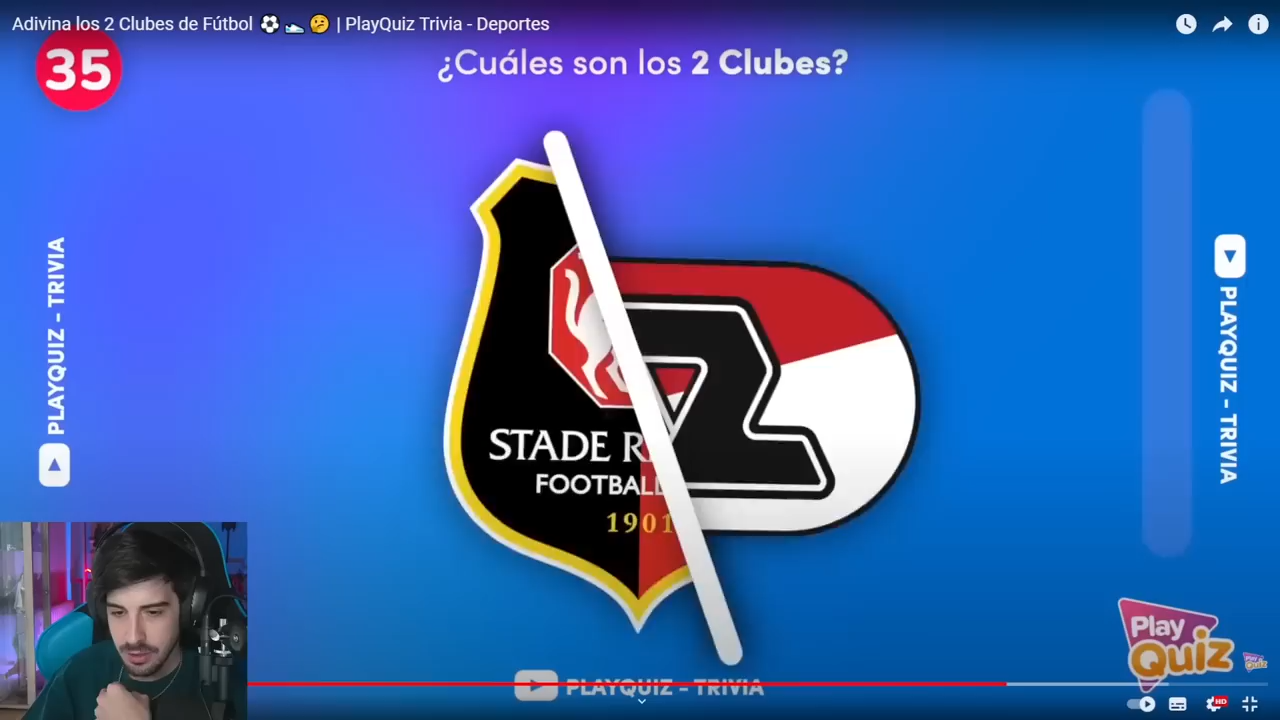 Adivina los 2 Clubes de Fútbol ⚽👟🤔 | PlayQuiz Trivia - Deportes
35
¿Cuáles son los 2 Clubes?
PLAYQUIZ - TRIVIA
PLAYQUIZ - TRIVIA
STADE R
FOOTBALL
1901
Z
Play
Quiz
PLAYQUIZ - TRIVIA
HD